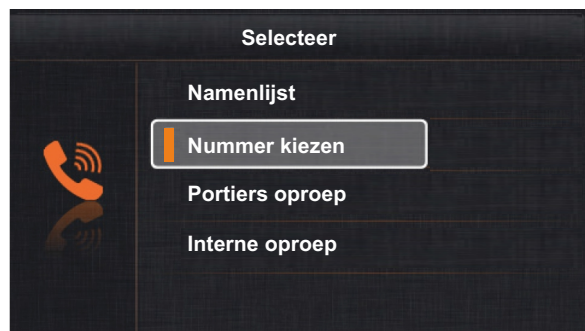 Selecteer
Namenlijst
Nummer kiezen
Portiers oproep
Interne oproep